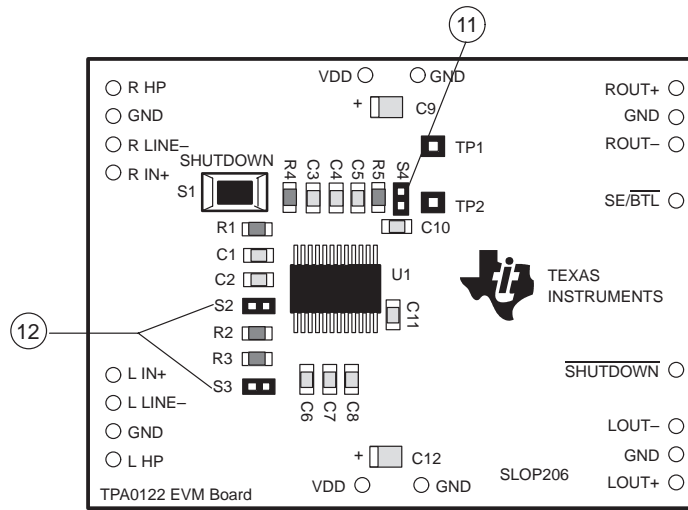 11
VDD
GND
R HP
GND
R LINE–
R IN+
ROUT+
GND
ROUT–
+
C9
TP1
SHUTDOWN
S1
R4
C3
C4
C5
R5
S4
TP2
SE/BTL
R1
C10
C1
C2
U1
TEXAS
INSTRUMENTS
S2
12
R2
C11
R3
S3
L IN+
L LINE–
GND
L HP
C6
C7
C8
SHUTDOWN
LOUT–
GND
LOUT+
+
C12
SLOP206
VDD
GND
TPA0122 EVM Board